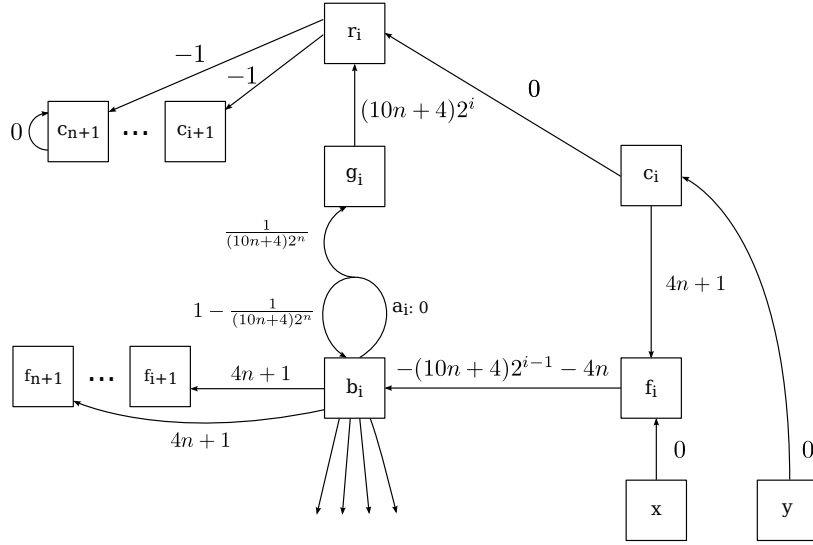 r_i
-1
-1
0
0
c_{n+1}
...
c_{i+1}
(10n+4)2^i
g_i
c_i
\frac{1}{(10n+4)2^n}
4n+1
1-\frac{1}{(10n+4)2^n}
a_i: 0
f_{n+1}
...
f_{i+1}
4n+1
b_i
-(10n+4)2^{i-1}-4n
f_i
4n+1
0
0
x
y